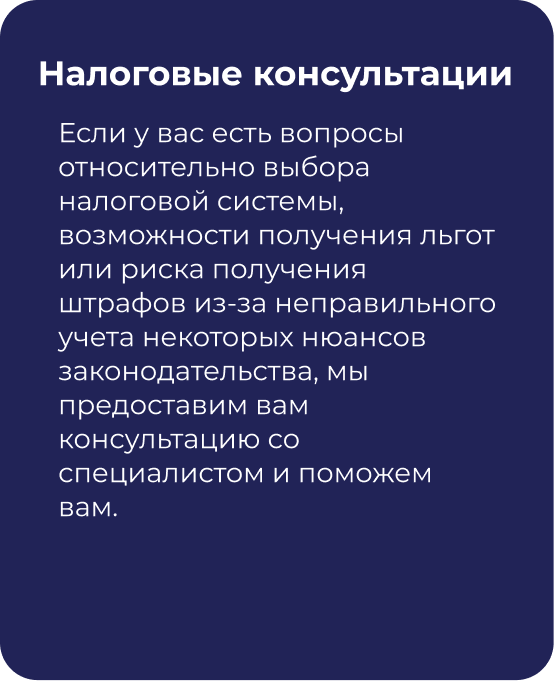 Налоговые консультации
Если у вас есть вопросы
относительно выбора
налоговой системы,
возможности получения льгот
или риска получения
штрафов из-за неправильного
учета некоторых нюансов
законодательства, мы
предоставим вам
консультацию со
специалистом и поможем
вам.